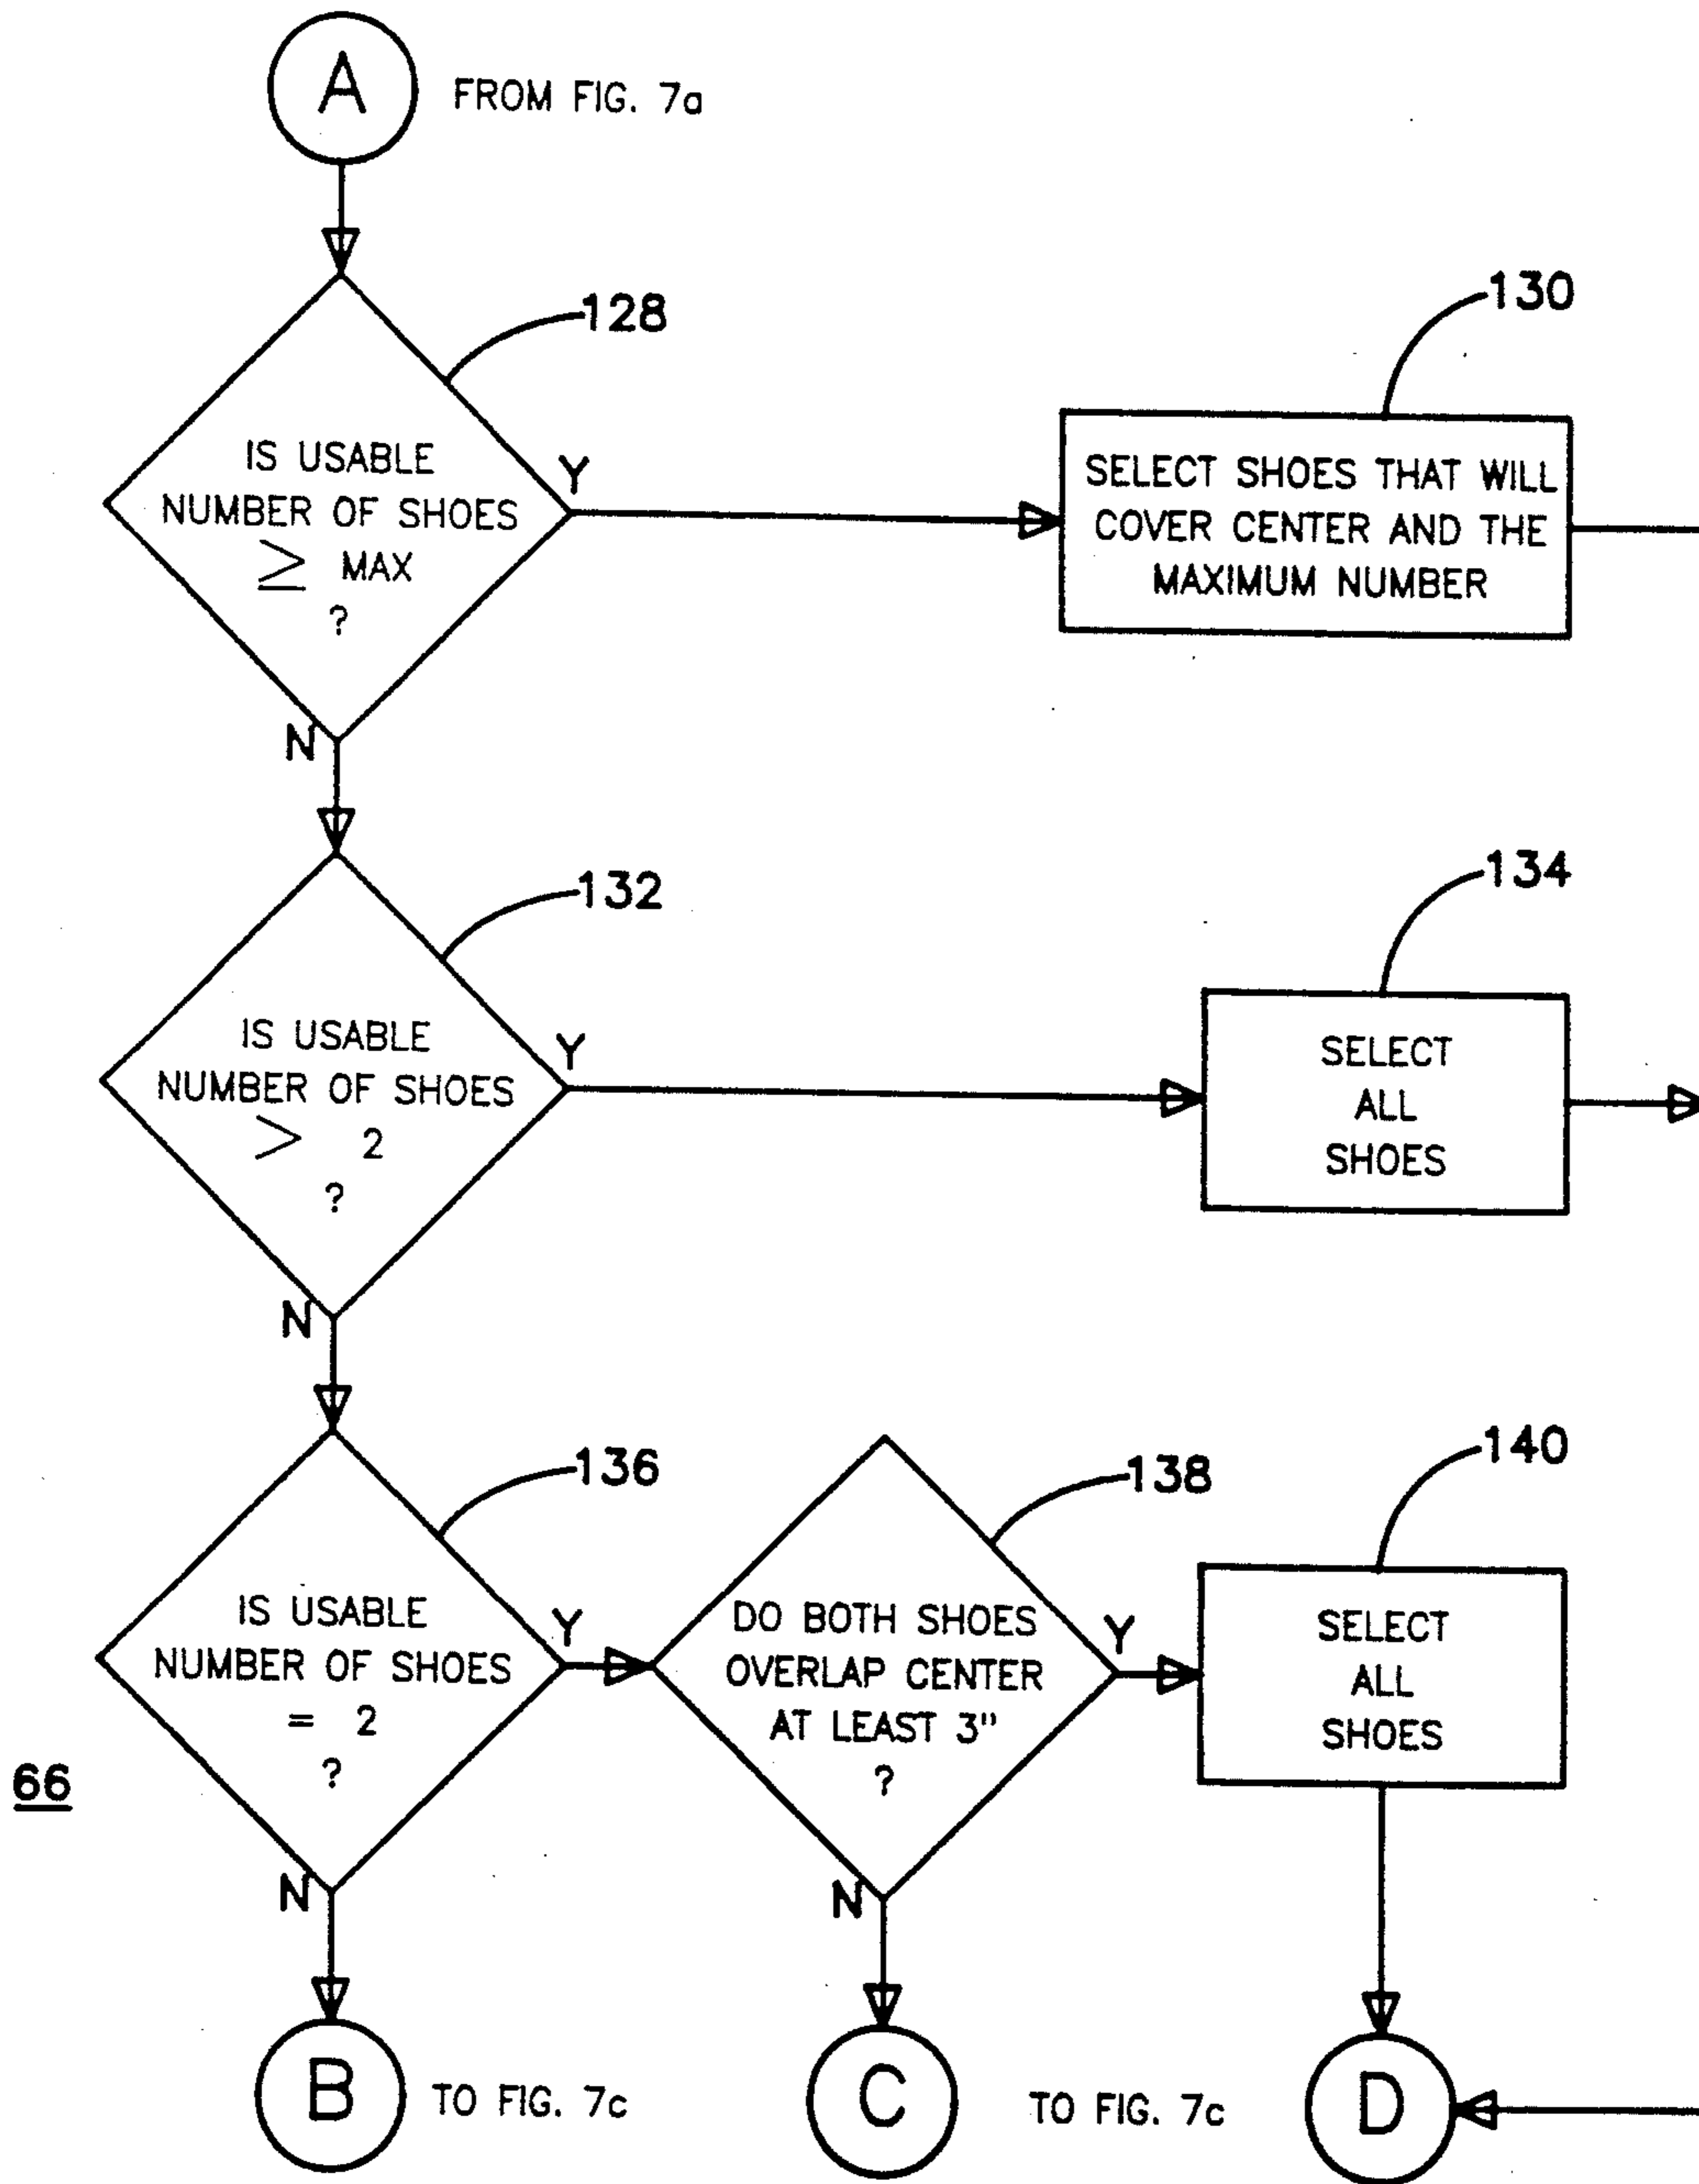 A
FROM FIG. 7a
128
IS USABLE
NUMBER OF SHOES
≥ MAX
?
Y
N
130
SELECT SHOES THAT WILL
COVER CENTER AND THE
MAXIMUM NUMBER
132
IS USABLE
NUMBER OF SHOES
> 2
?
Y
N
134
SELECT
ALL
SHOES
136
IS USABLE
NUMBER OF SHOES
= 2
?
Y
N
138
DO BOTH SHOES
OVERLAP CENTER
AT LEAST 3"
?
Y
N
140
SELECT
ALL
SHOES
66
B
TO FIG. 7c
C
TO FIG. 7c
D